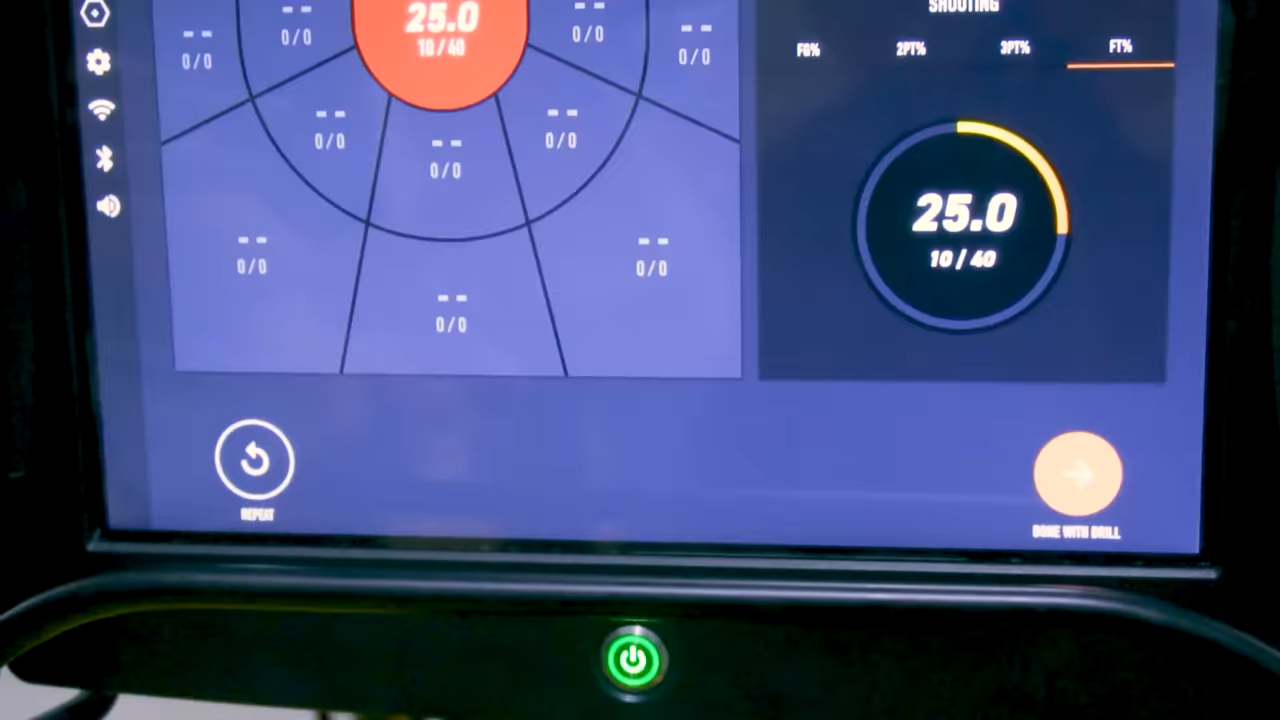 25.0
10/40
-- 0/0
-- 0/0
-- 0/0
-- 0/0
-- 0/0
-- 0/0
-- 0/0
-- 0/0
-- 0/0
-- 0/0
SHOOTING
FG% 2PT% 3PT% FT%
25.0
10 / 40
REPEAT
DONE WITH DRILL